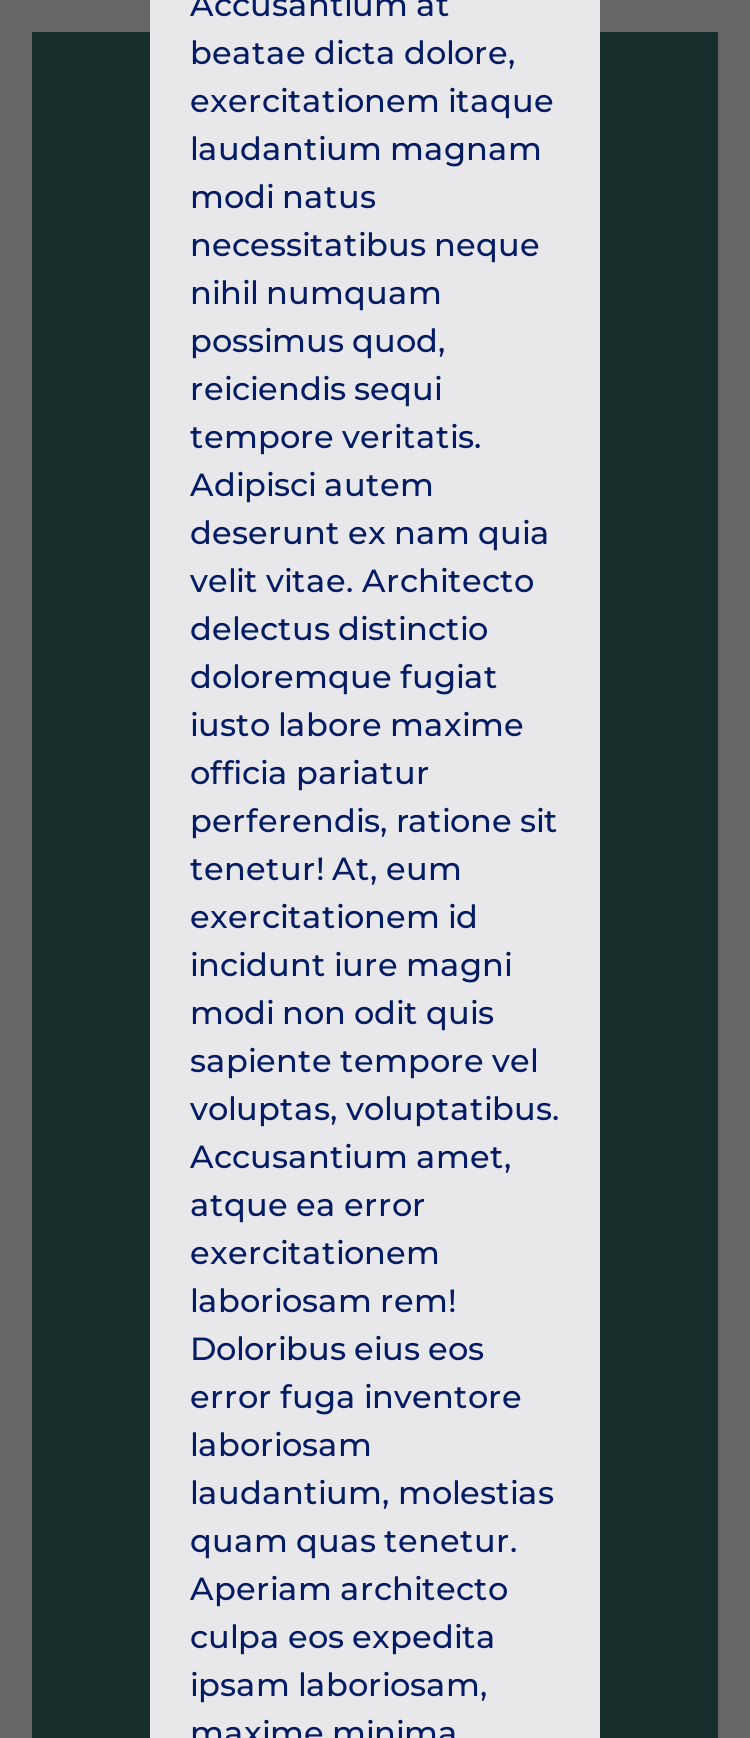 Accusantium at
beatae dicta dolore,
exercitationem itaque
laudantium magnam
modi natus
necessitatibus neque
nihil numquam
possimus quod,
reiciendis sequi
tempore veritatis.
Adipisci autem
deserunt ex nam quia
velit vitae. Architecto
delectus distinctio
doloremque fugiat
iusto labore maxime
officia pariatur
perferendis, ratione sit
tenetur! At, eum
exercitationem id
incidunt iure magni
modi non odit quis
sapiente tempore vel
voluptas, voluptatibus.
Accusantium amet,
atque ea error
exercitationem
laboriosam rem!
Doloribus eius eos
error fuga inventore
laboriosam
laudantium, molestias
quam quas tenetur.
Aperiam architecto
culpa eos expedita
ipsam laboriosam,
maxime minima